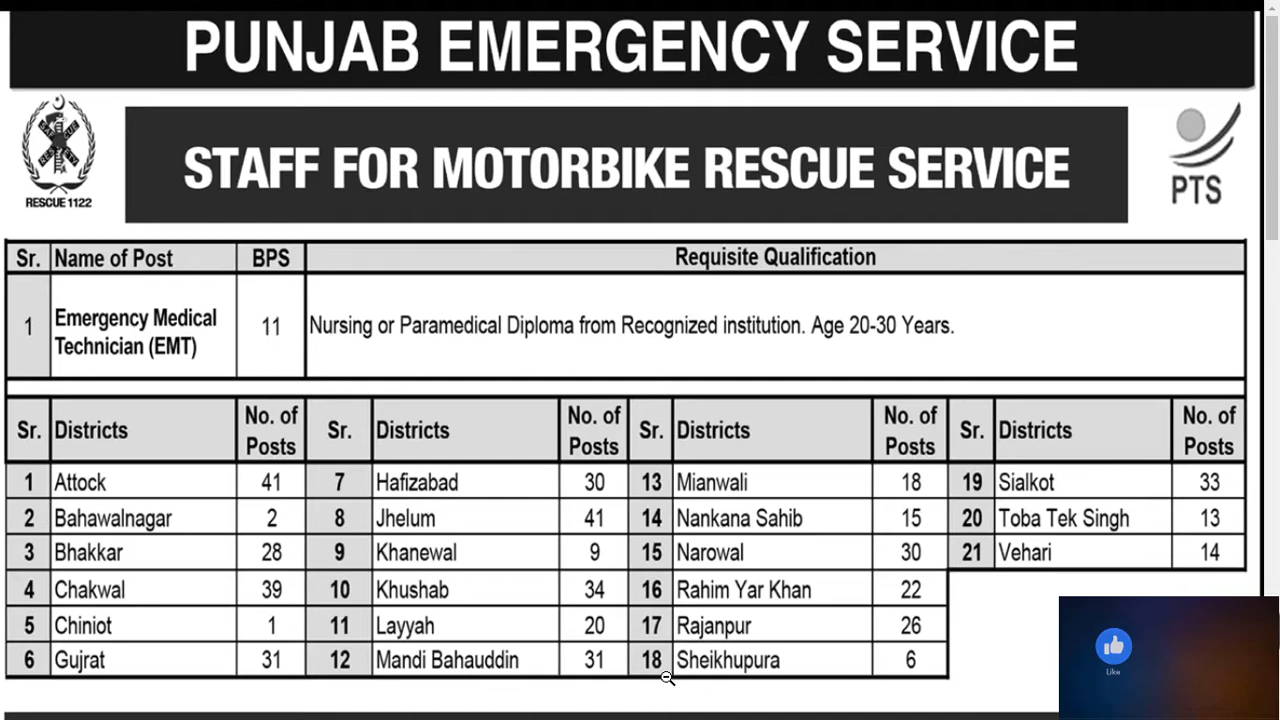 PUNJAB EMERGENCY SERVICE
RESCUE 1122
STAFF FOR MOTORBIKE RESCUE SERVICE
PTS
Sr. Name of Post BPS Requisite Qualification
1 Emergency Medical Technician (EMT) 11 Nursing or Paramedical Diploma from Recognized institution. Age 20-30 Years.
Sr. Districts No. of Posts Sr. Districts No. of Posts Sr. Districts No. of Posts Sr. Districts No. of Posts
1 Attock 41 7 Hafizabad 30 13 Mianwali 18 19 Sialkot 33
2 Bahawalnagar 2 8 Jhelum 41 14 Nankana Sahib 15 20 Toba Tek Singh 13
3 Bhakkar 28 9 Khanewal 9 15 Narowal 30 21 Vehari 14
4 Chakwal 39 10 Khushab 34 16 Rahim Yar Khan 22
5 Chiniot 1 11 Layyah 20 17 Rajanpur 26
6 Gujrat 31 12 Mandi Bahauddin 31 18 Sheikhupura 6
Like